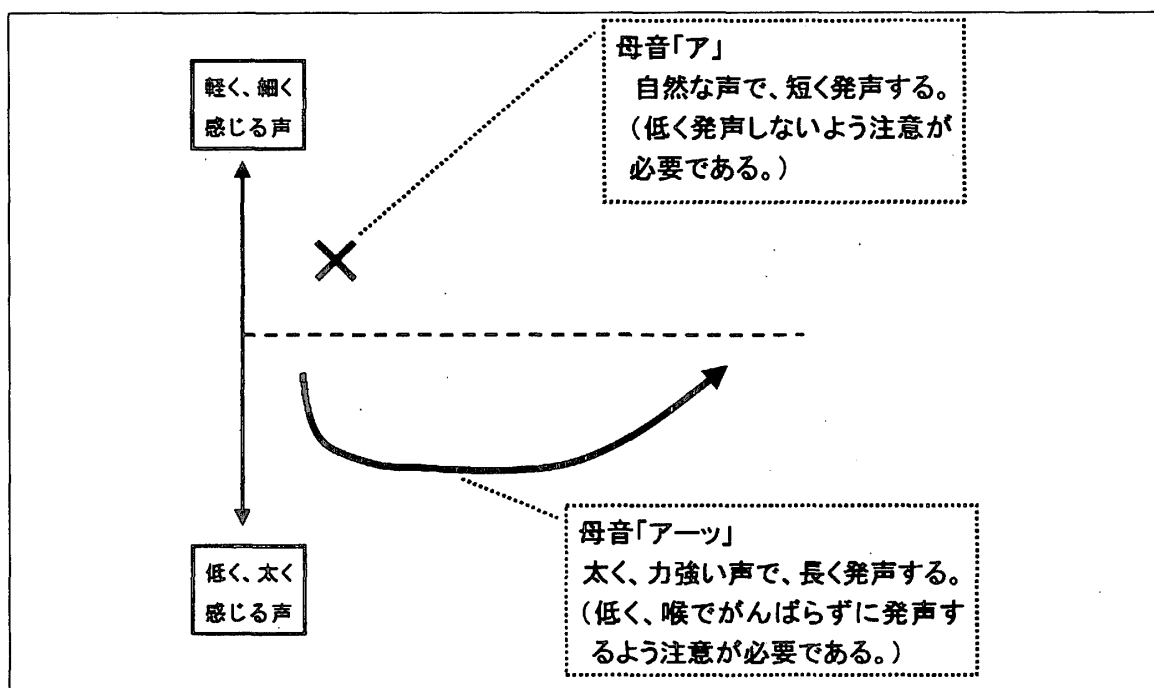 軽く、細く
感じる声
母音「ア」
自然な声で、短く発声する。
(低く発声しないよう注意が
必要である。)
母音「アーッ」
太く、力強い声で、長く発声する。
(低く、喉でがんばらずに発声す
るよう注意が必要である。)
低く、太く
感じる声